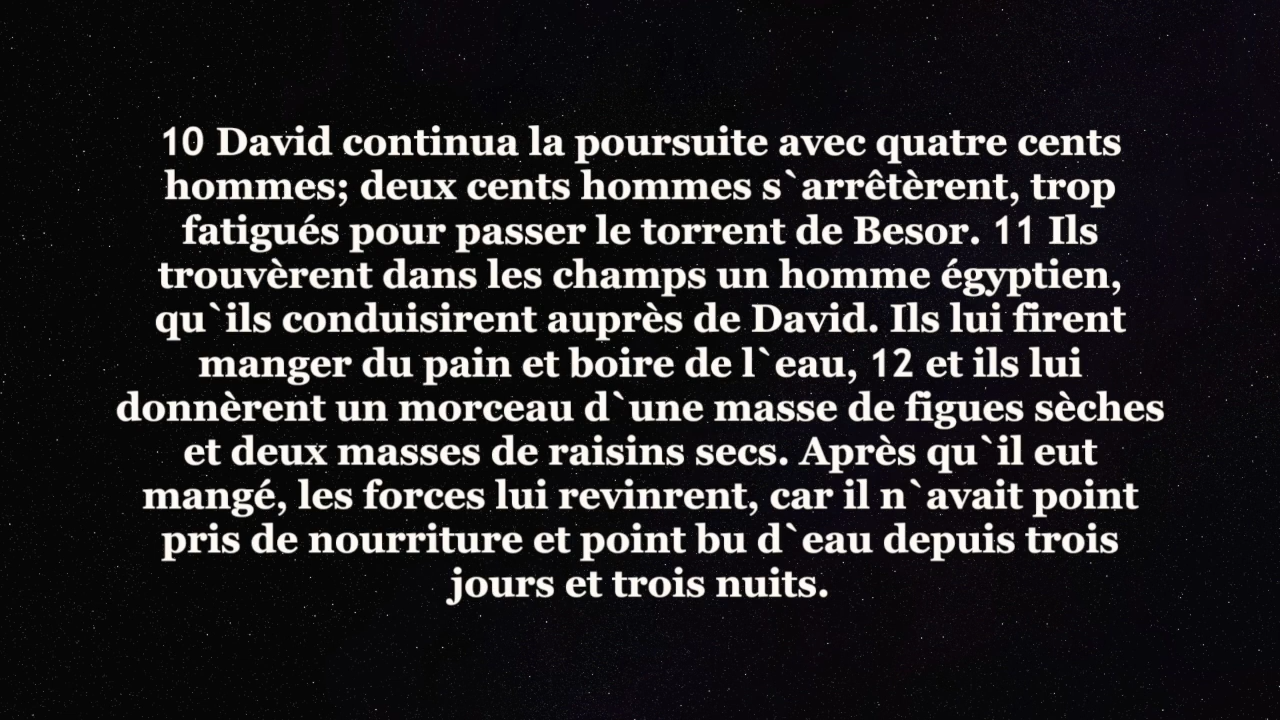 10 David continua la poursuite avec quatre cents
hommes; deux cents hommes s`arrêtèrent, trop
fatigués pour passer le torrent de Besor. 11 Ils
trouvèrent dans les champs un homme égyptien,
qu`ils conduisirent auprès de David. Ils lui firent
manger du pain et boire de l`eau, 12 et ils lui
donnèrent un morceau d`une masse de figues sèches
et deux masses de raisins secs. Après qu`il eut
mangé, les forces lui revinrent, car il n`avait point
pris de nourriture et point bu d`eau depuis trois
jours et trois nuits.